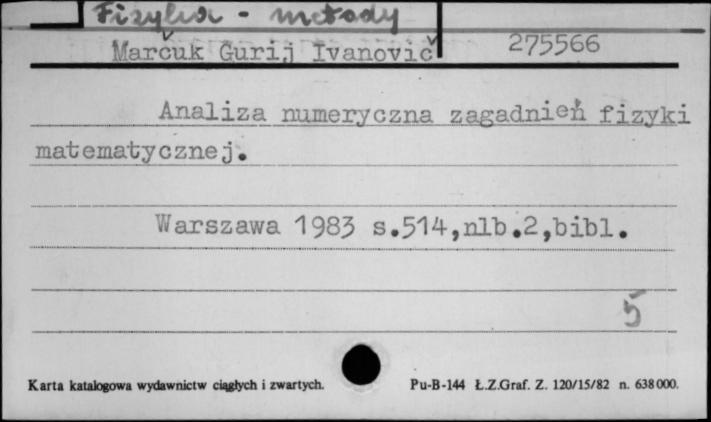 Fizyka - metody
Marčuk Gurij Ivanovič 275566
Analiza numeryczna zagadnień fizyki
matematycznej.
Warszawa 1983 s.514,nlb.2,bibl.
5
Karta katalogowa wydawnictw ciągłych i zwartych. Pu-B-144 Ł.Z.Graf. Z. 120/15/82 n. 638000.